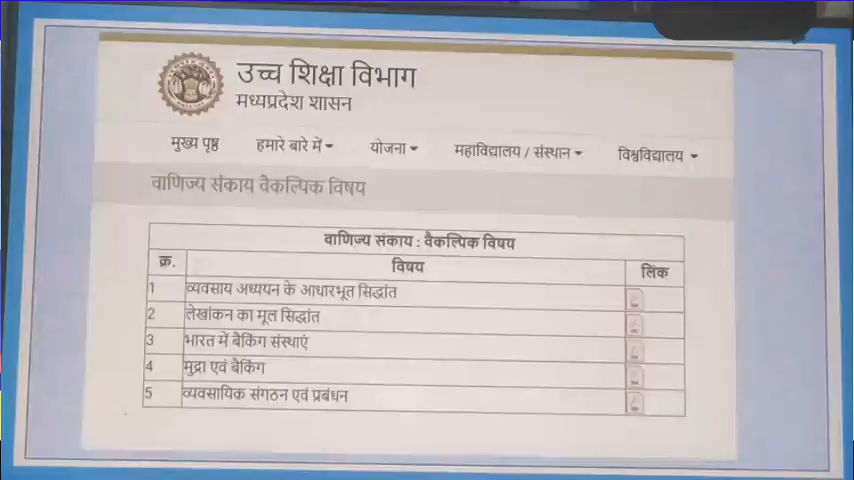 उच्च शिक्षा विभाग
मध्यप्रदेश शासन
मुख्य पृष्ठ हमारे बारे में योजना महाविद्यालय / संस्थान विश्वविद्यालय
वाणिज्य संकाय वैकल्पिक विषय
वाणिज्य संकाय : वैकल्पिक विषय
क्र. विषय लिंक
1 व्यवसाय अध्ययन के आधारभूत सिद्धांत
2 लेखांकन का मूल सिद्धांत
3 भारत में बैकिंग संस्थाएं
4 मुद्रा एवं बैकिंग
5 व्यवसायिक संगठन एवं प्रबंधन